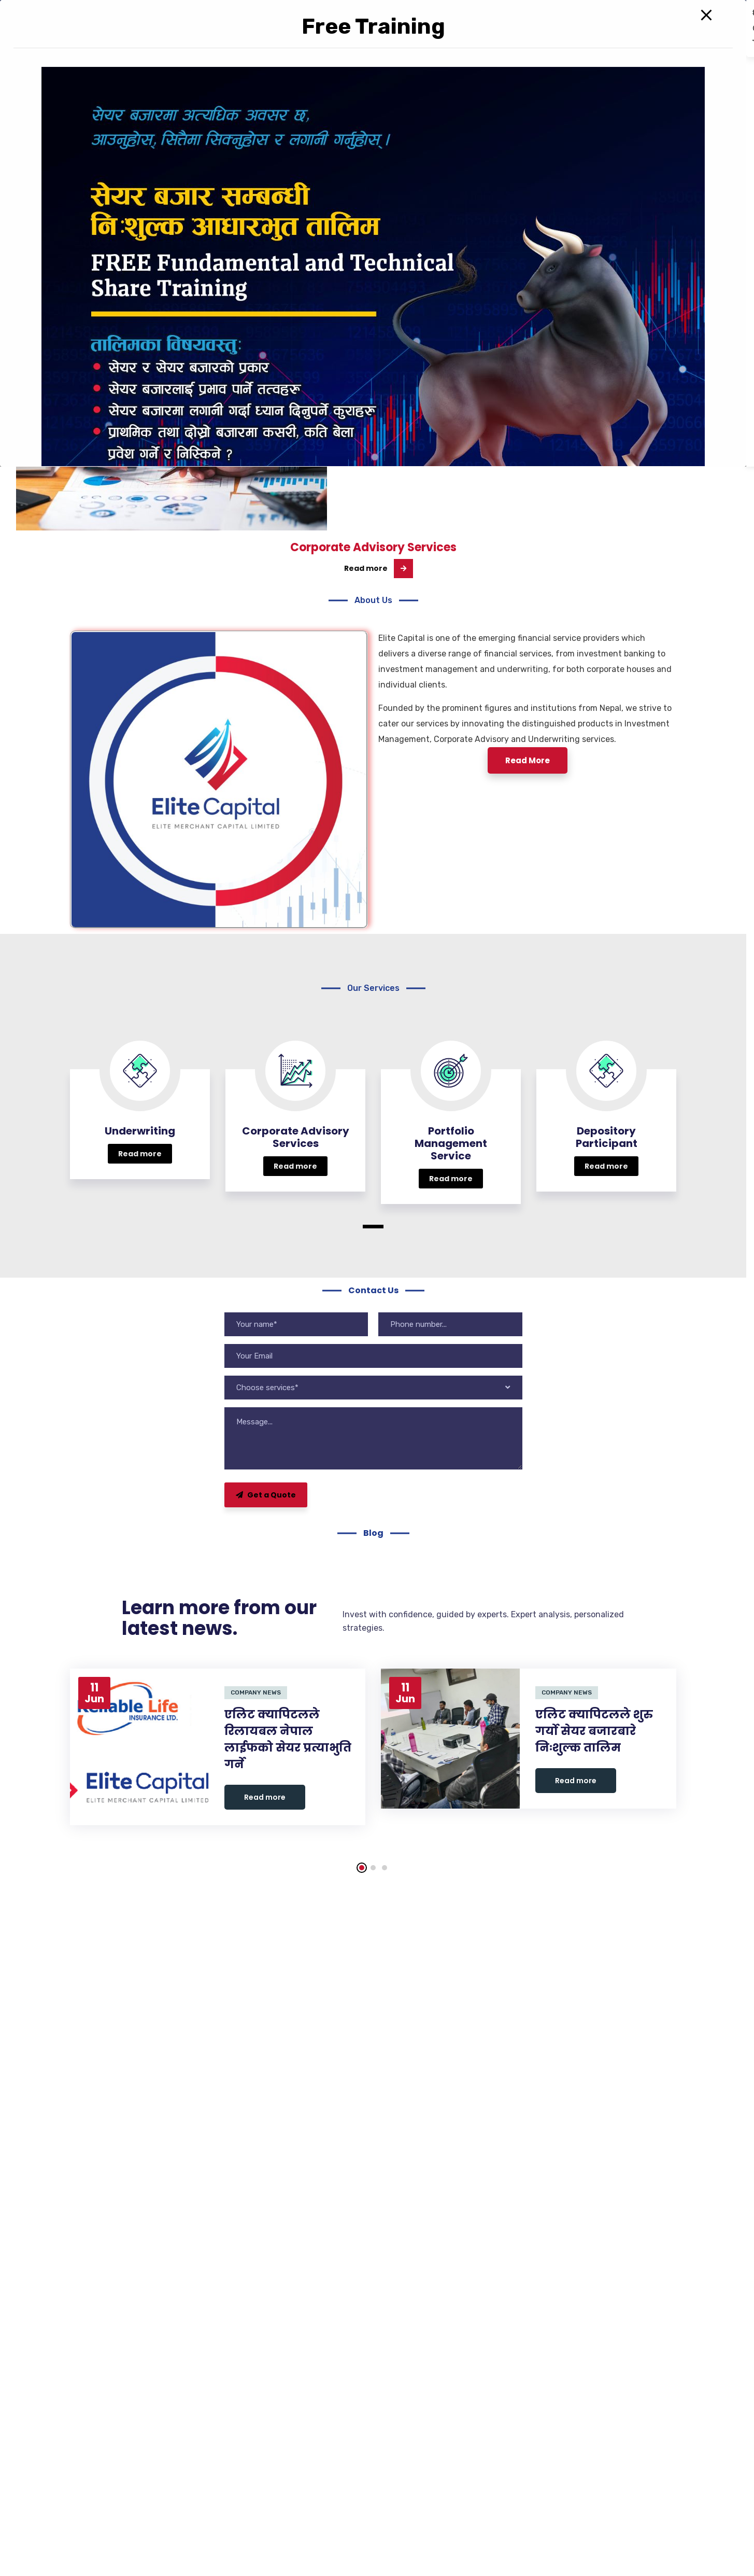 Free Training
सेयर बजारमा अत्यधिक अवसर छ,
आउनुहोस्, सित्तैमा सिक्नुहोस र लगानी गर्नुहोस् ।
सेयर बजार सम्बन्धी
निःशुल्क आधारभुत तालिम
FREE Fundamental and Technical
Share Training
तालिमका विषयवस्तु:
सेयर र सेयर बजारको प्रकार
सेयर बजारलाई प्रभाव पार्ने तत्वहरू
सेयर बजारमा लगानी गर्दा ध्यान दिनुपर्ने कुराहरू
प्राथमिक तथा दोस्रो बजारमा कसरी, कति बेला
प्रवेश गर्ने र निस्किने ?
Corporate Advisory Services
Read more
About Us
Elite Capital is one of the emerging financial service providers which
delivers a diverse range of financial services, from investment banking to
investment management and underwriting, for both corporate houses and
individual clients.
Founded by the prominent figures and institutions from Nepal, we strive to
cater our services by innovating the distinguished products in Investment
Management, Corporate Advisory and Underwriting services.
Read More
Elite Capital
ELITE MERCHANT CAPITAL LIMITED
Our Services
Underwriting
Read more
Corporate Advisory
Services
Read more
Portfolio
Management
Service
Read more
Depository
Participant
Read more
Contact Us
Your name*
Phone number...
Your Email
Choose services*
Message...
Get a Quote
Blog
Learn more from our
latest news.
Invest with confidence, guided by experts. Expert analysis, personalized
strategies.
11
Jun
Life
INSURANCE LTD.
Elite Capital
ELITE MERCHANT CAPITAL LIMITED
COMPANY NEWS
एलिट क्यापिटलले
रिलायबल नेपाल
लाईफको सेयर प्रत्याभुति
गर्ने
Read more
11
Jun
COMPANY NEWS
एलिट क्यापिटलले शुरु
गर्यो सेयर बजारबारे
निःशुल्क तालिम
Read more